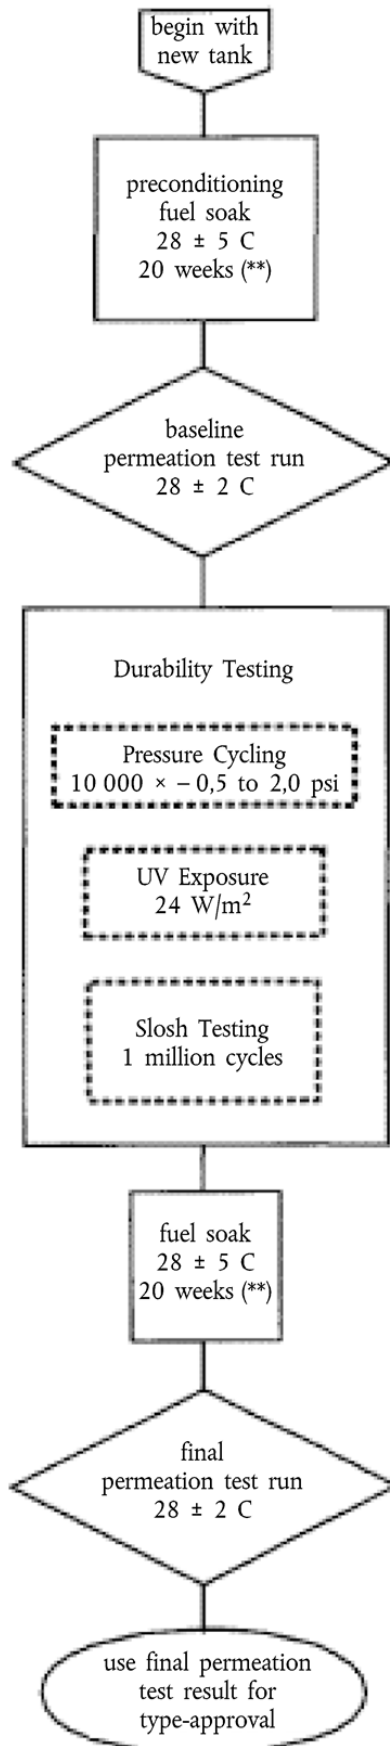 begin with
new tank
preconditioning
fuel soak
28 ± 5 C
20 weeks (**)
baseline
permeation test run
28 ± 2 C
Durability Testing
Pressure Cycling
10 000 × – 0,5 to 2,0 psi
UV Exposure
24 W/m²
Slosh Testing
1 million cycles
fuel soak
28 ± 5 C
20 weeks (**)
final
permeation test run
28 ± 2 C
use final permeation
test result for
type-approval